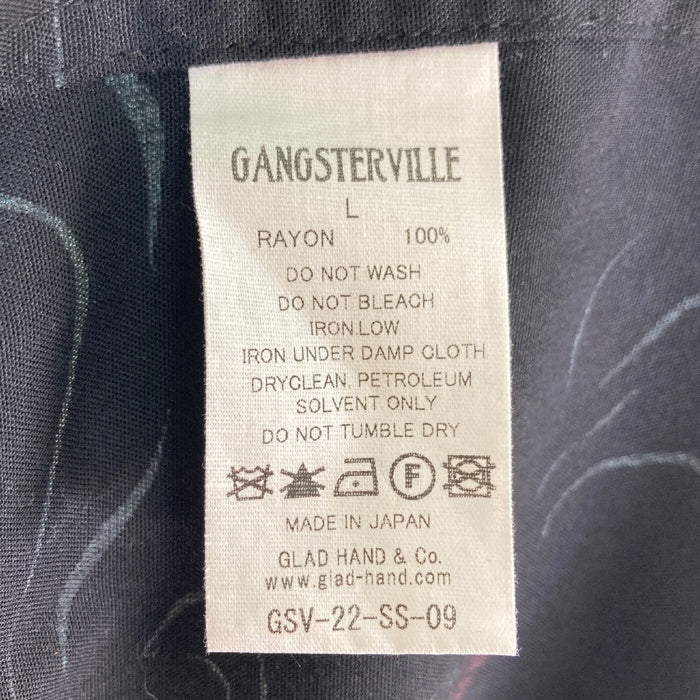 GANGSTERVILLE
L
RAYON 100%
DO NOT WASH
DO NOT BLEACH
IRON.LOW
IRON UNDER DAMP CLOTH
DRYCLEAN, PETROLEUM
SOLVENT ONLY
DO NOT TUMBLE DRY
F
MADE IN JAPAN
GLAD HAND & Co.
www.glad-hand.com
GSV-22-SS-09